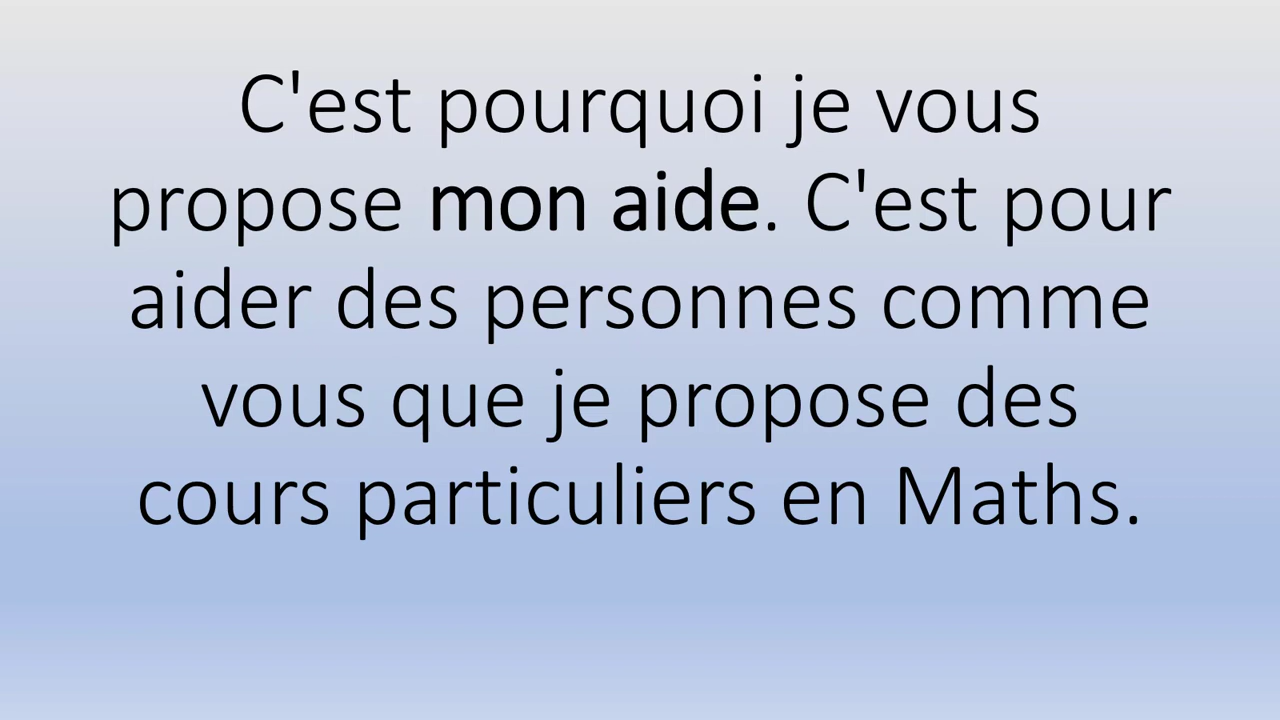 C'est pourquoi je vous
propose mon aide. C'est pour
aider des personnes comme
vous que je propose des
cours particuliers en Maths.